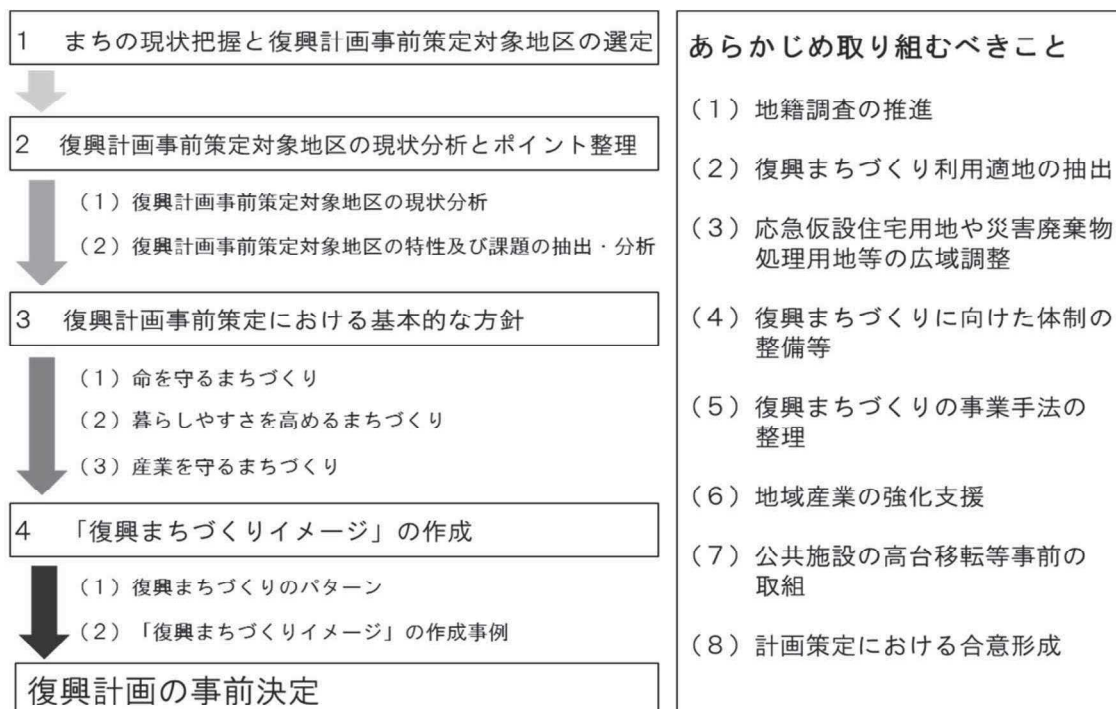 1 まちの現状把握と復興計画事前策定対象地区の選定
2 復興計画事前策定対象地区の現状分析とポイント整理
(1)復興計画事前策定対象地区の現状分析
(2)復興計画事前策定対象地区の特性及び課題の抽出・分析
3 復興計画事前策定における基本的な方針
(1)命を守るまちづくり
(2)暮らしやすさを高めるまちづくり
(3)産業を守るまちづくり
4 「復興まちづくりイメージ」の作成
(1)復興まちづくりのパターン
(2)「復興まちづくりイメージ」の作成事例
復興計画の事前決定
あらかじめ取り組むべきこと
(1)地籍調査の推進
(2)復興まちづくり利用適地の抽出
(3)応急仮設住宅用地や災害廃棄物
処理用地等の広域調整
(4)復興まちづくりに向けた体制の
整備等
(5)復興まちづくりの事業手法の
整理
(6)地域産業の強化支援
(7)公共施設の高台移転等事前の
取組
(8)計画策定における合意形成